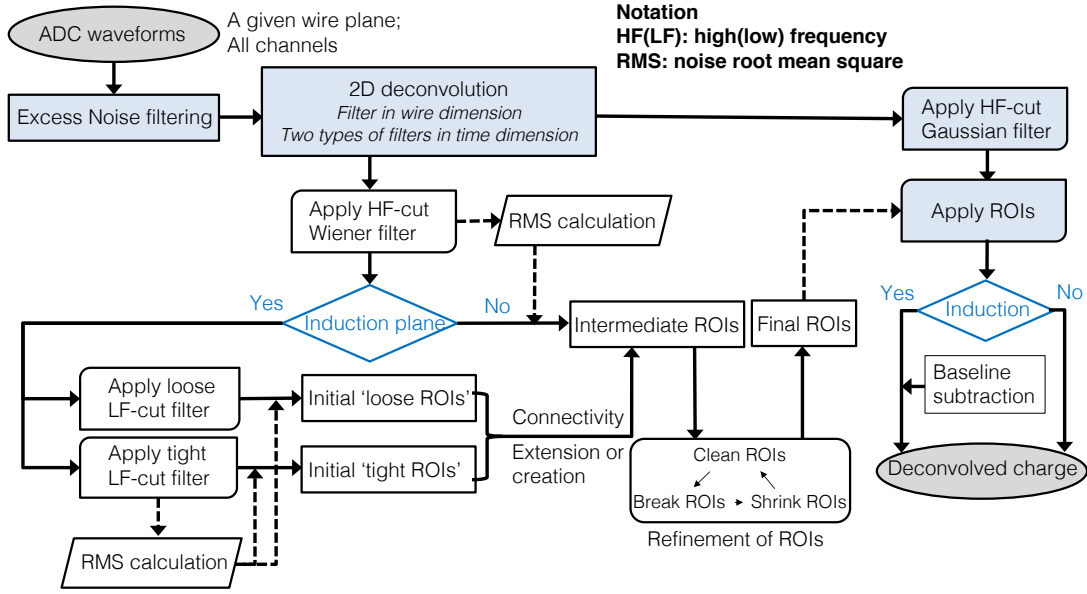 ADC waveforms
A given wire plane;
All channels
Notation
HF(LF): high(low) frequency
RMS: noise root mean square
Excess Noise filtering
2D deconvolution
Filter in wire dimension
Two types of filters in time dimension
Apply HF-cut
Gaussian filter
Apply HF-cut
Wiener filter
RMS calculation
Apply ROIs
Yes
Induction plane
No
Intermediate ROIs
Final ROIs
Yes
Induction
No
Apply loose
LF-cut filter
Initial ‘loose ROIs’
Connectivity
Extension or
creation
Baseline
subtraction
Apply tight
LF-cut filter
Initial ‘tight ROIs’
Clean ROIs
Break ROIs
Shrink ROIs
Refinement of ROIs
Deconvolved charge
RMS calculation